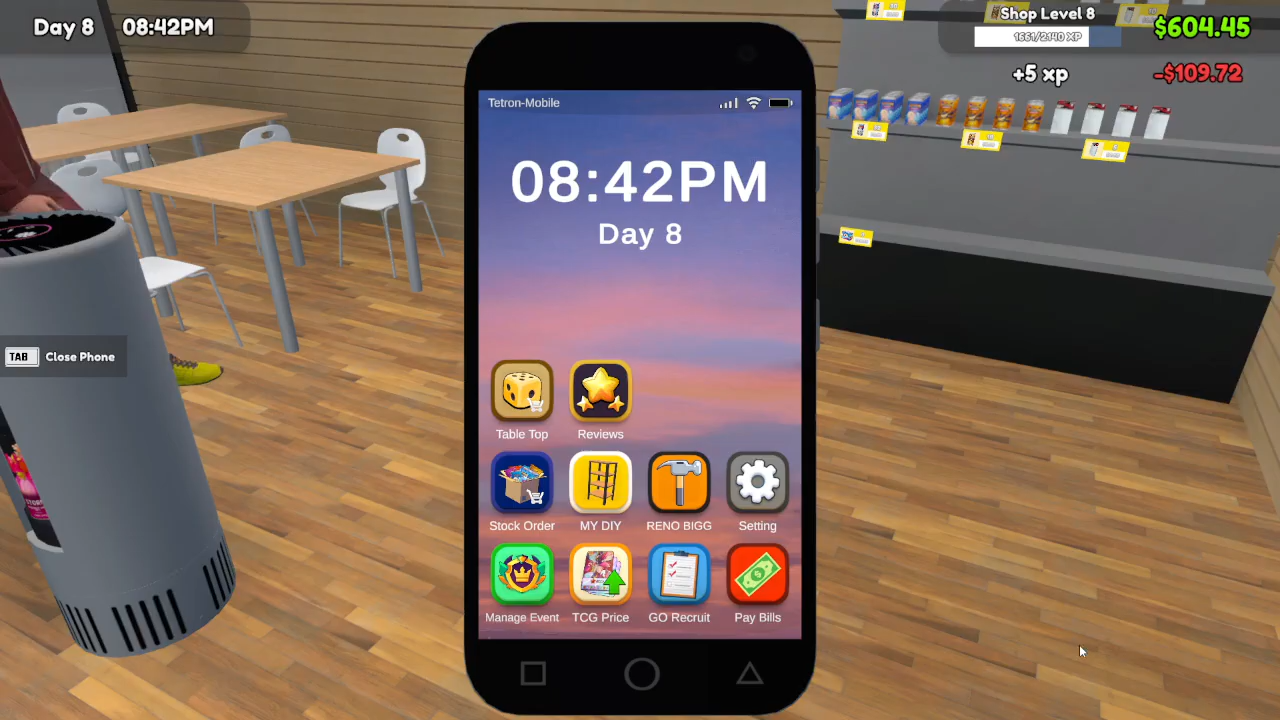 Day 8 08:42PM
Shop Level 8
1661/2140 XP
$604.45
+5 xp
-$109.72
Tetron-Mobile
08:42PM
Day 8
TAB Close Phone
Table Top
Reviews
Stock Order
MY DIY
RENO BIGG
Setting
Manage Event
TCG Price
GO Recruit
Pay Bills